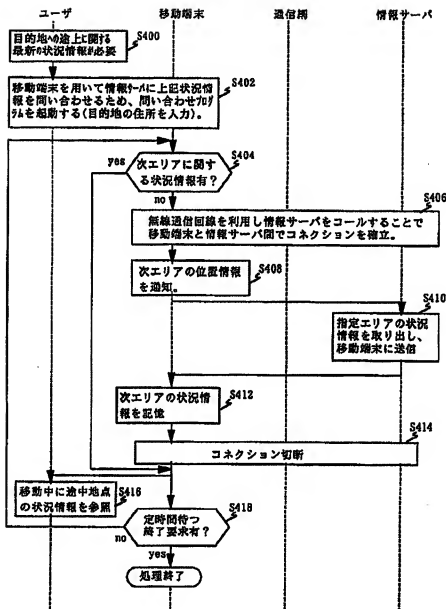 ユーザ 移動端末 通信網 情報サーバ
S400
目的地への途上に関する
最新の状況情報が必要
S402
移動端末を用いて情報サーバに上記状況情
報を問い合わせるため、問い合わせプログ
ラムを起動する(目的地の住所を入力)。
S404
yes
次エリアに関す
る状況情報有?
no
S406
無線通信回線を利用し情報サーバをコールすることで
移動端末と情報サーバ間でコネクションを確立。
S408
次エリアの位置情報
を通知。
S410
指定エリアの状況
情報を取り出し、
移動端末に送信
S412
次エリアの状況情
報を記憶
S414
コネクション切断
S416
移動中に途中地点
の状況情報を参照
S418
定時間待つ
終了要求有?
no
yes
処理終了